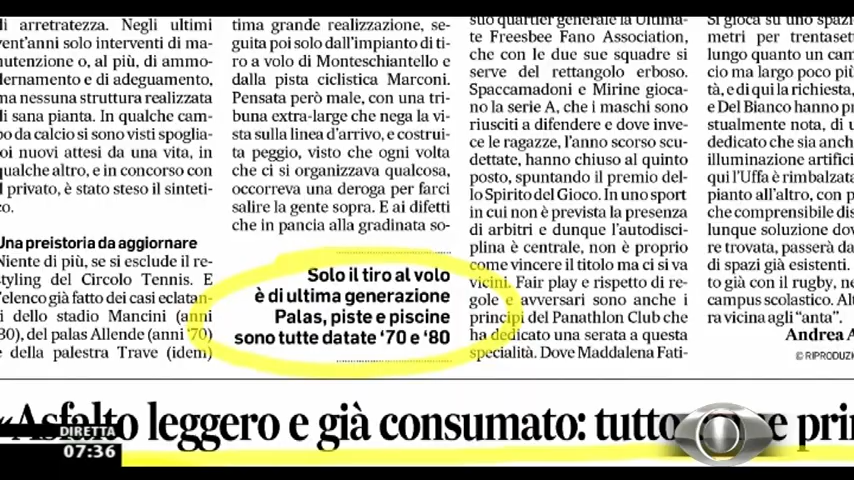 di arretratezza. Negli ultimi
vent'anni solo interventi di ma-
nutenzione o, al più, di ammo-
dernamento e di adeguamento,
ma nessuna struttura realizzata
di sana pianta. In qualche cam-
po da calcio si sono visti spoglia-
oi nuovi attesi da una vita, in
qualche altro, e in concorso con
l privato, è stato steso il sinteti-
co.
Una preistoria da aggiornare
Niente di più, se si esclude il re-
styling del Circolo Tennis. E
l'elenco già fatto dei casi eclatan-
i dello stadio Mancini (anni
'80), del palas Allende (anni '70)
e della palestra Trave (idem)
tima grande realizzazione, se-
guita poi solo dall'impianto di ti-
ro a volo di Monteschiantello e
dalla pista ciclistica Marconi.
Pensata però male, con una tri-
buna extra-large che nega la vi-
sta sulla linea d'arrivo, e costrui-
ta peggio, visto che ogni volta
che ci si organizzava qualcosa,
occorreva una deroga per farci
salire la gente sopra. E ai difetti
che in pancia alla gradinata so-
Solo il tiro al volo
è di ultima generazione
Palas, piste e piscine
sono tutte datate '70 e '80
suo quartier generale la Ultima-
te Freesbee Fano Association,
che con le due sue squadre si
serve del rettangolo erboso.
Spaccamadoni e Mirine gioca-
no la serie A, che i maschi sono
riusciti a difendere e dove inve-
ce le ragazze, l'anno scorso scu-
dettate, hanno chiuso al quinto
posto, spuntando il premio del-
lo Spirito del Gioco. In uno sport
in cui non è prevista la presenza
di arbitri e dunque l'autodisci-
plina è centrale, non è proprio
come vincere il titolo ma ci si va
vicini. Fair play e rispetto di re-
gole e avversari sono anche i
principi del Panathlon Club che
ha dedicato una serata a questa
specialità. Dove Maddalena Fati-
Si gioca su uno spazi
metri per trentasett
lungo quanto un cam
cio ma largo poco più
tà, e di qui la richiesta,
e Del Bianco hanno pr
stualmente nota, di u
dedicato che sia anch
illuminazione artific
qui l'Uffa è rimbalzata
pianto all'altro, con p
che comprensibile dis
lunque soluzione dov
re trovata, passerà da
di spazi già esistenti.
to già con il rugby, ne
campus scolastico. Alt
ra vicina agli "anta".
Andrea A
© RIPRODUZI
«Asfalto leggero e già consumato: tutto come prin
DIRETTA
07:36